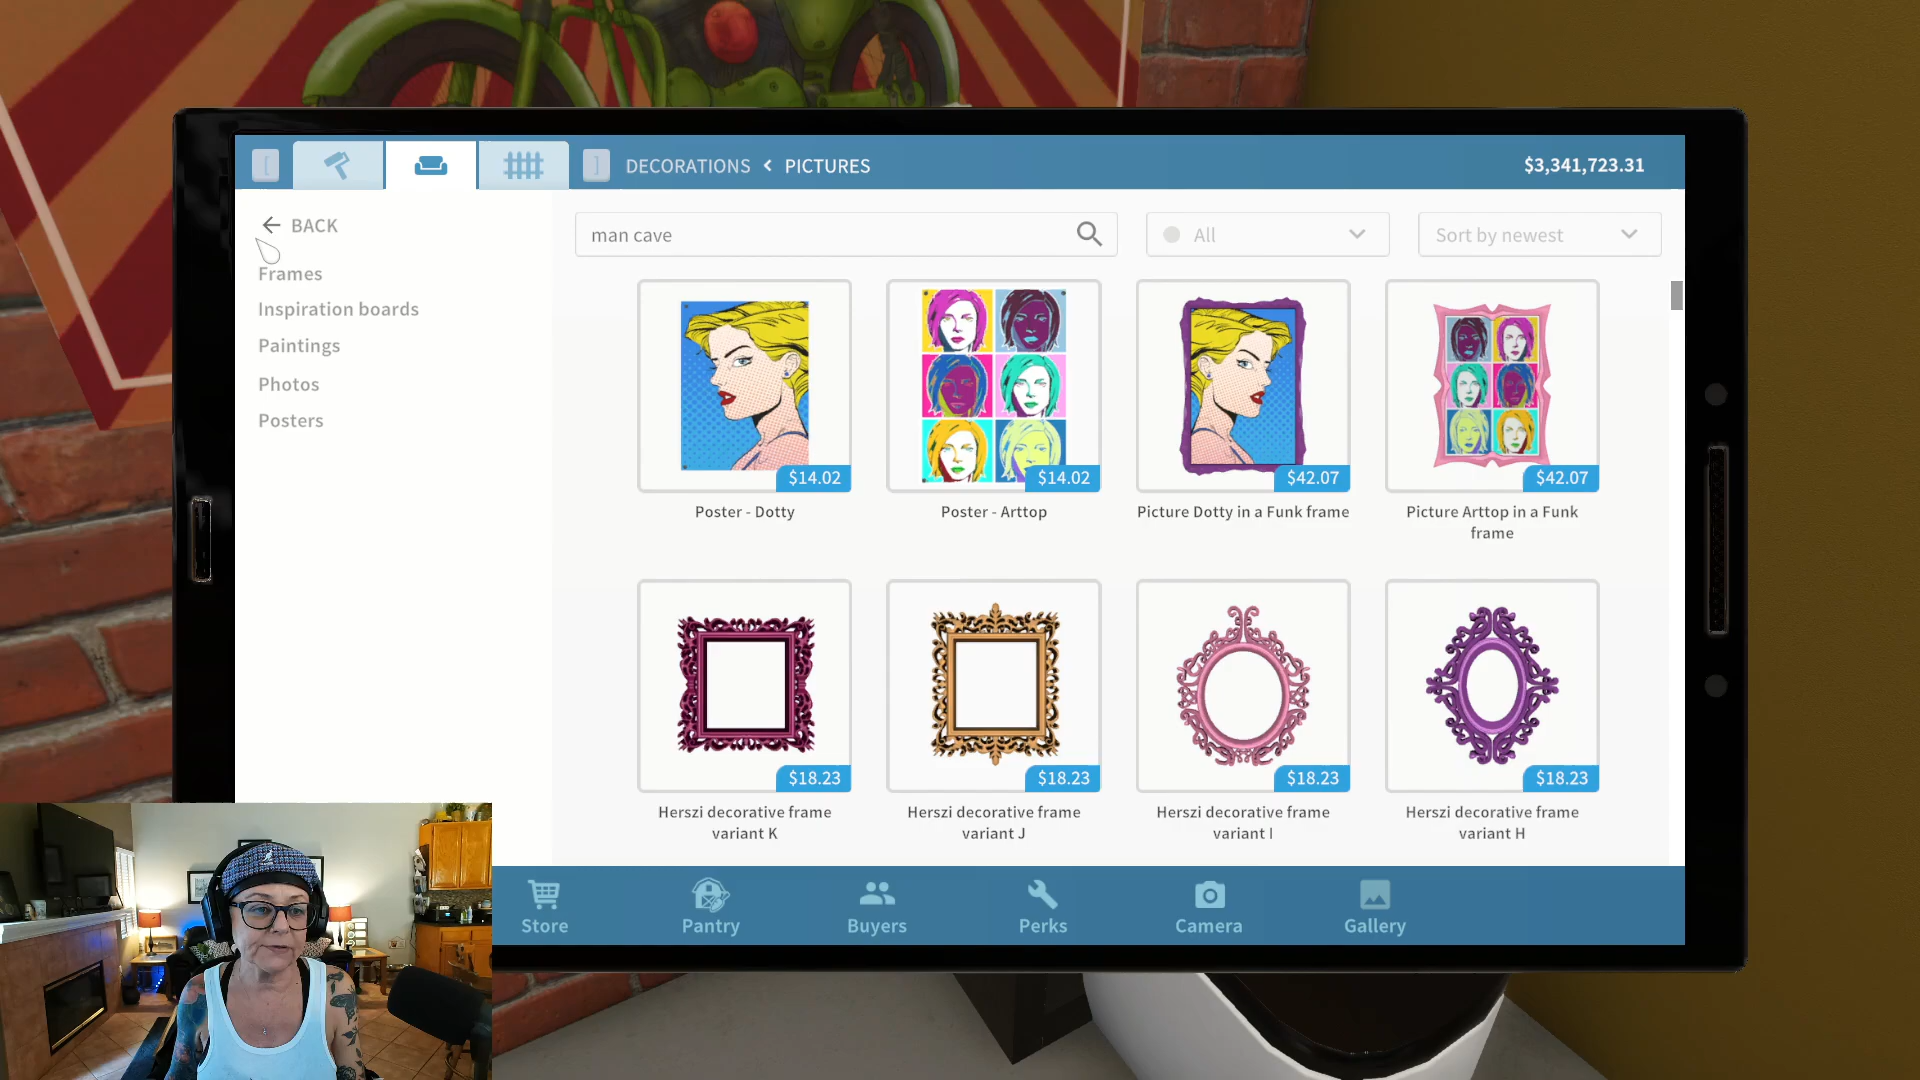 [
]
DECORATIONS < PICTURES
$3,341,723.31
BACK
man cave
All
Sort by newest
Frames
Inspiration boards
Paintings
Photos
Posters
$14.02
$14.02
$42.07
$42.07
Poster - Dotty
Poster - Arttop
Picture Dotty in a Funk frame
Picture Arttop in a Funk
frame
$18.23
$18.23
$18.23
$18.23
Herszi decorative frame
variant K
Herszi decorative frame
variant J
Herszi decorative frame
variant I
Herszi decorative frame
variant H
Store
Pantry
Buyers
Perks
Camera
Gallery